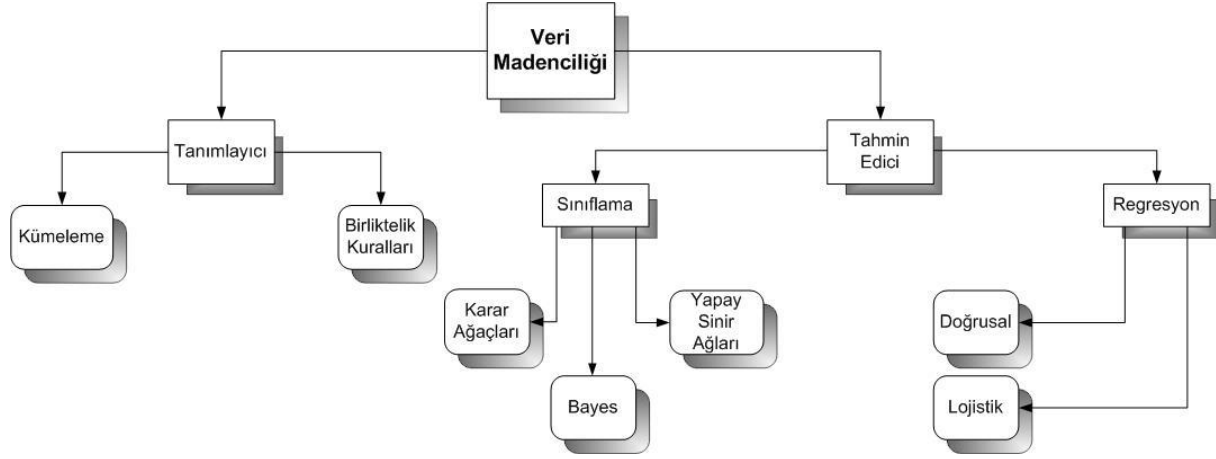 Veri
Madenciliği
Tanımlayıcı
Tahmin
Edici
Kümeleme
Birliktelik
Kuralları
Sınıflama
Regresyon
Karar
Ağaçları
Yapay
Sinir
Ağları
Bayes
Doğrusal
Lojistik